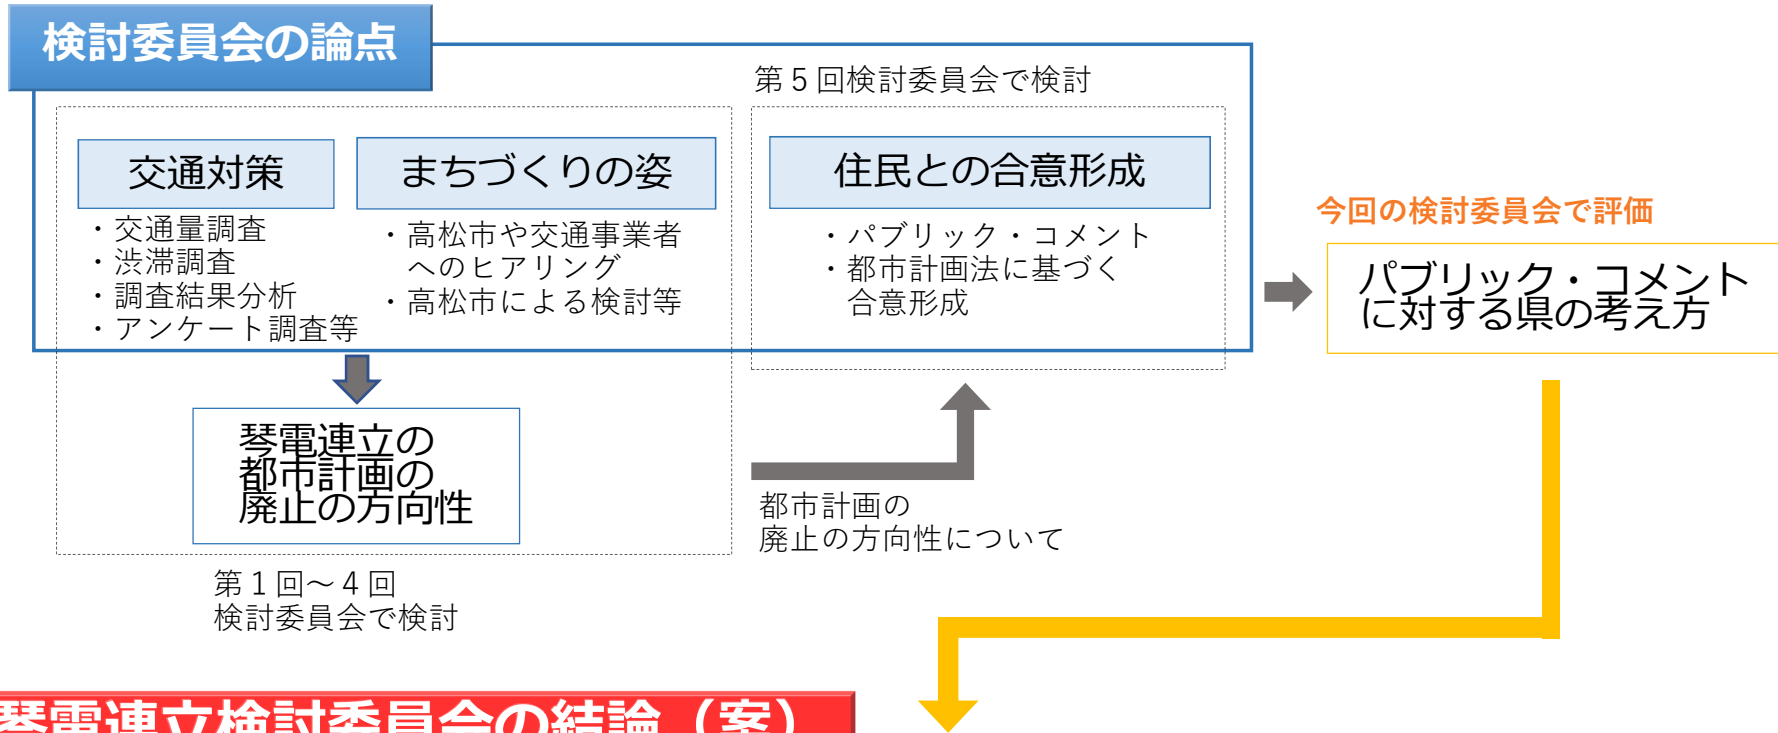 検討委員会の論点
第5回検討委員会で検討
交通対策
・交通量調査
・渋滞調査
・調査結果分析
・アンケート調査等
まちづくりの姿
・高松市や交通事業者
へのヒアリング
・高松市による検討等
住民との合意形成
・パブリック・コメント
・都市計画法に基づく
合意形成
今回の検討委員会で評価
パブリック・コメント
に対する県の考え方
琴電連立の
都市計画の
廃止の方向性
都市計画の
廃止の方向性について
第1回～4回
検討委員会で検討
琴電連立検討委員会の結論（案）